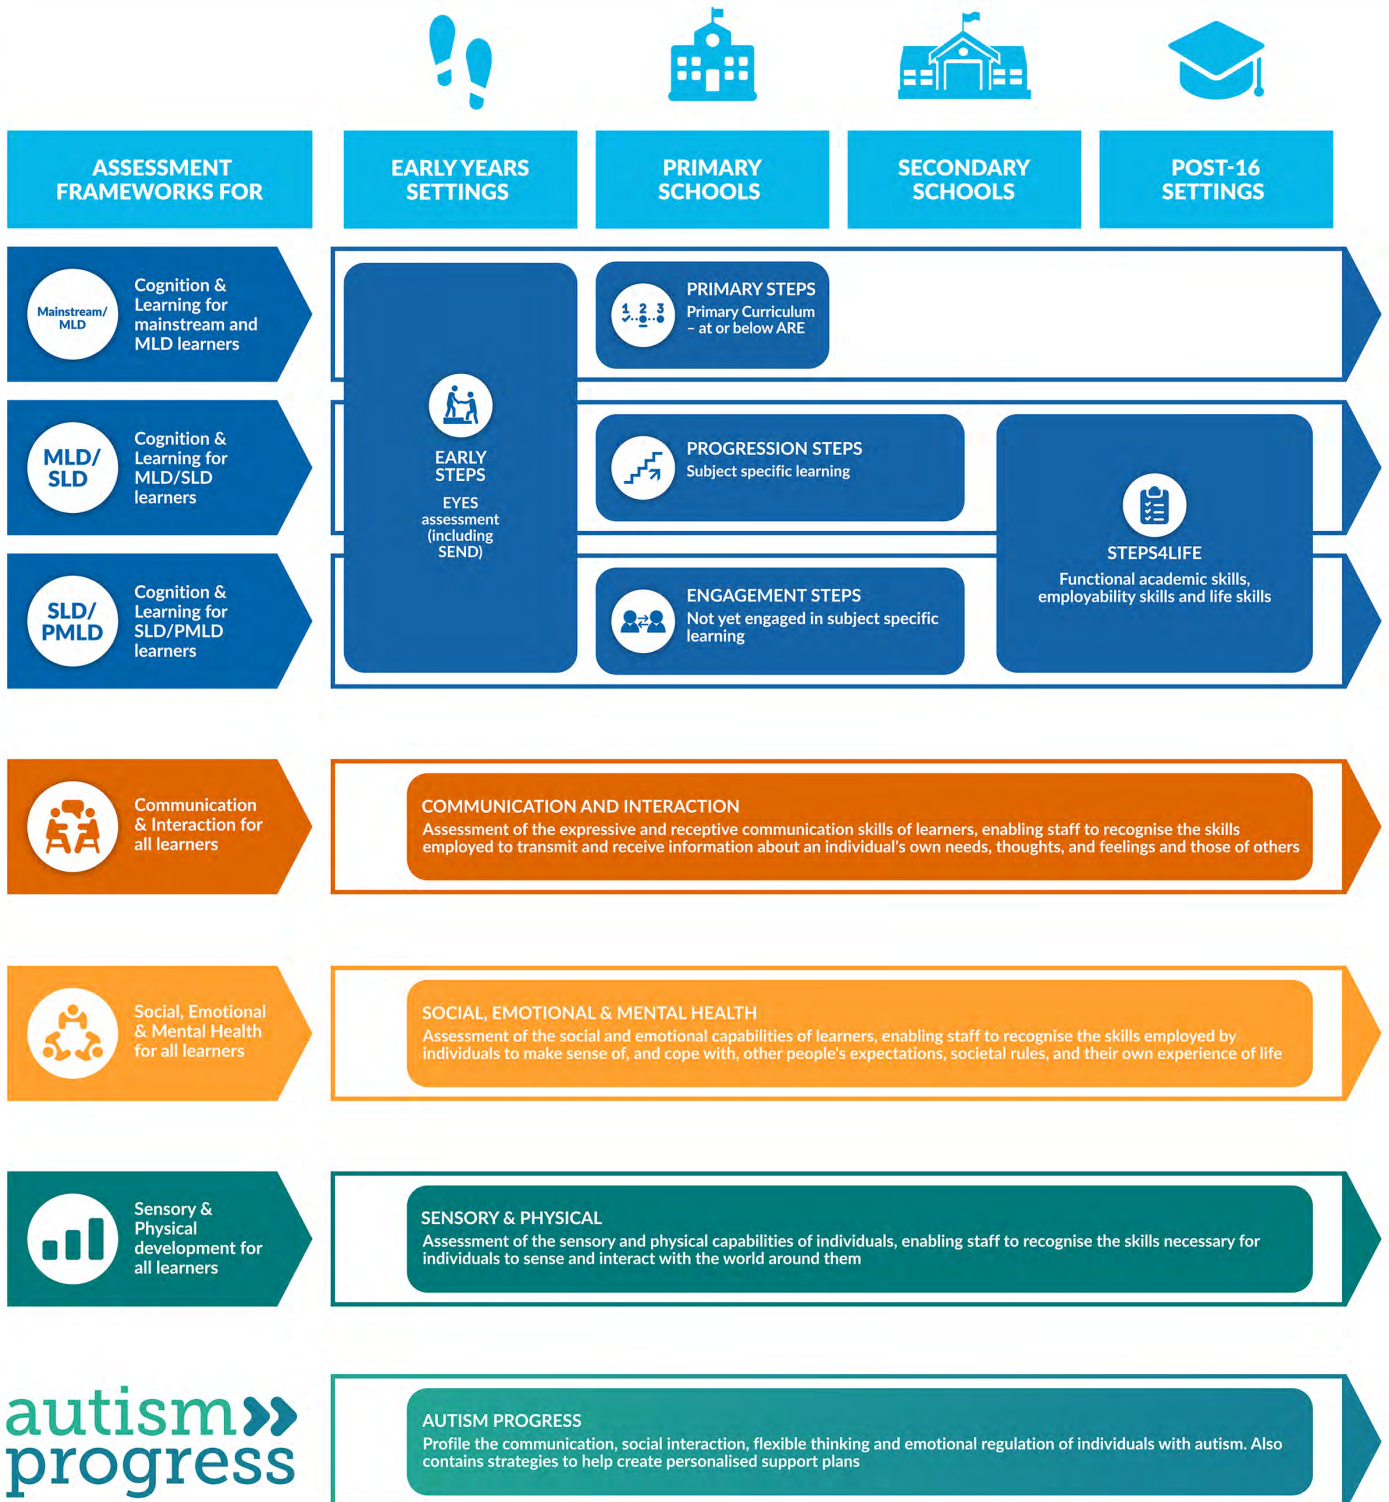 ASSESSMENT
FRAMEWORKS FOR
EARLY YEARS
SETTINGS
PRIMARY
SCHOOLS
SECONDARY
SCHOOLS
POST-16
SETTINGS
Mainstream/
MLD
Cognition &
Learning for
mainstream and
MLD learners
1 2 3
PRIMARY STEPS
Primary Curriculum
– at or below ARE
EARLY
STEPS
EYES
assessment
(including
SEND)
MLD/
SLD
Cognition &
Learning for
MLD/SLD
learners
PROGRESSION STEPS
Subject specific learning
STEPS4LIFE
Functional academic skills,
employability skills and life skills
SLD/
PMLD
Cognition &
Learning for
SLD/PMLD
learners
ENGAGEMENT STEPS
Not yet engaged in subject specific
learning
Communication
& Interaction for
all learners
COMMUNICATION AND INTERACTION
Assessment of the expressive and receptive communication skills of learners, enabling staff to recognise the skills
employed to transmit and receive information about an individual's own needs, thoughts, and feelings and those of others
Social, Emotional
& Mental Health
for all learners
SOCIAL, EMOTIONAL & MENTAL HEALTH
Assessment of the social and emotional capabilities of learners, enabling staff to recognise the skills employed by
individuals to make sense of, and cope with, other people's expectations, societal rules, and their own experience of life
Sensory &
Physical
development for
all learners
SENSORY & PHYSICAL
Assessment of the sensory and physical capabilities of individuals, enabling staff to recognise the skills necessary for
individuals to sense and interact with the world around them
autism
progress
AUTISM PROGRESS
Profile the communication, social interaction, flexible thinking and emotional regulation of individuals with autism. Also
contains strategies to help create personalised support plans